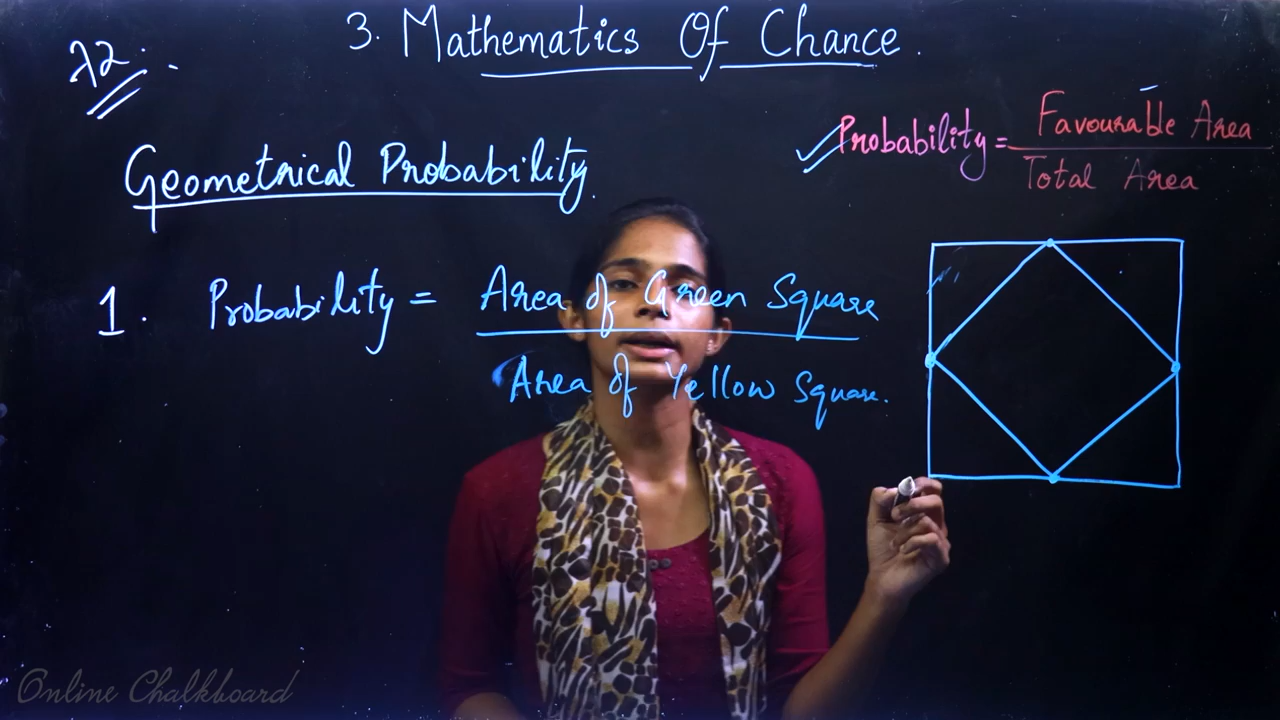 3. Mathematics Of Chance.
72.
Probability = Favourable Area
Total Area
Geometrical Probability.
1. Probability = Area of Green Square
Area of Yellow Square.
Online Chalkboard